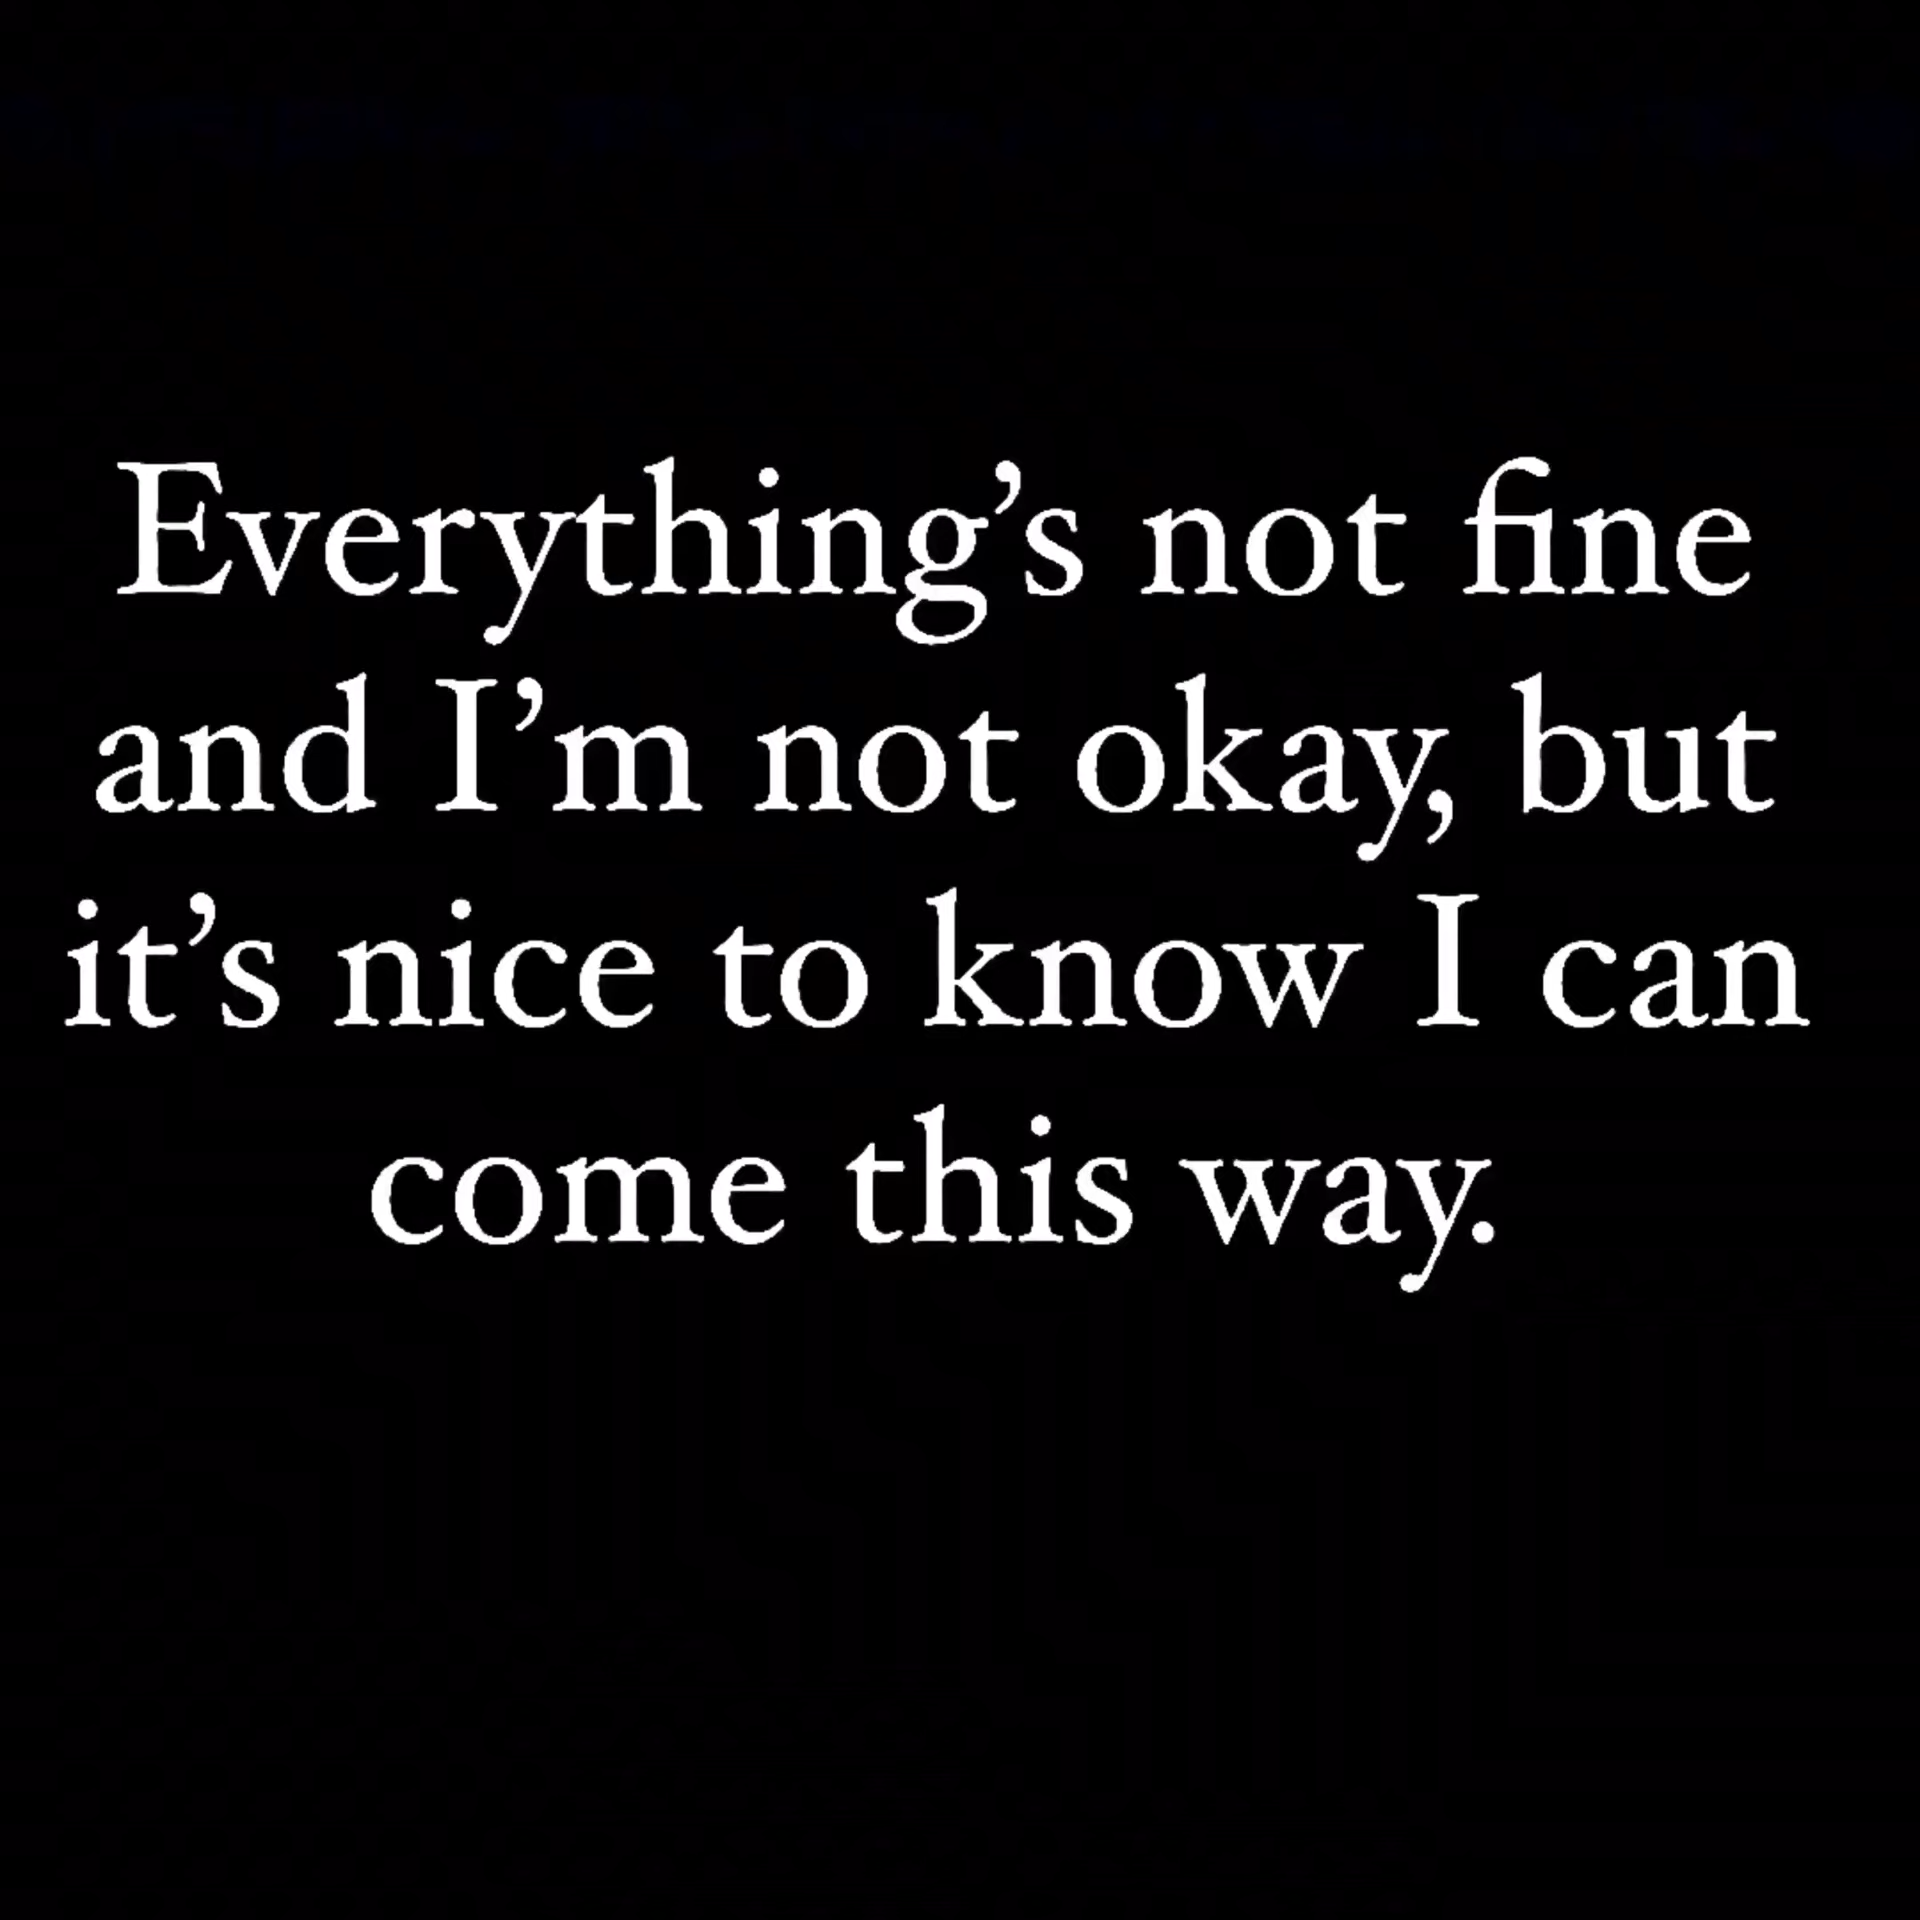 Everything’s not fine
and I’m not okay, but
it’s nice to know I can
come this way.